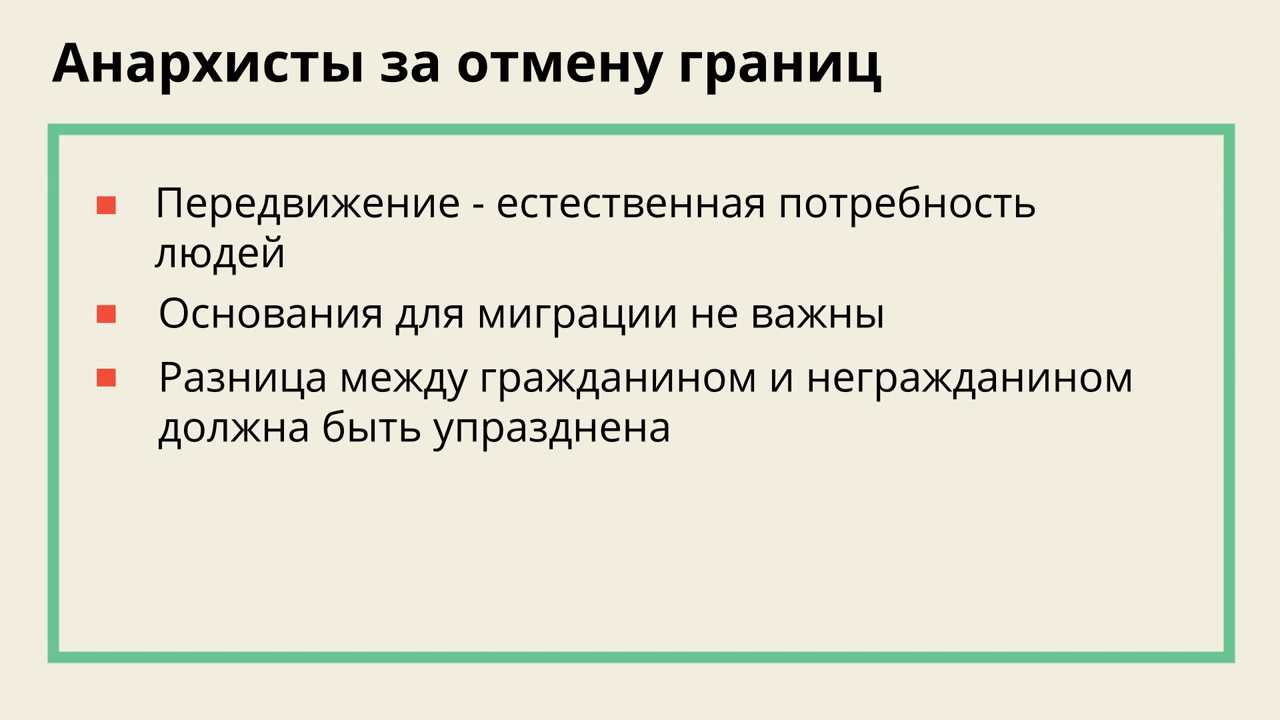 Анархисты за отмену границ
Передвижение - естественная потребность
людей
Основания для миграции не важны
Разница между гражданином и негражданином
должна быть упразднена